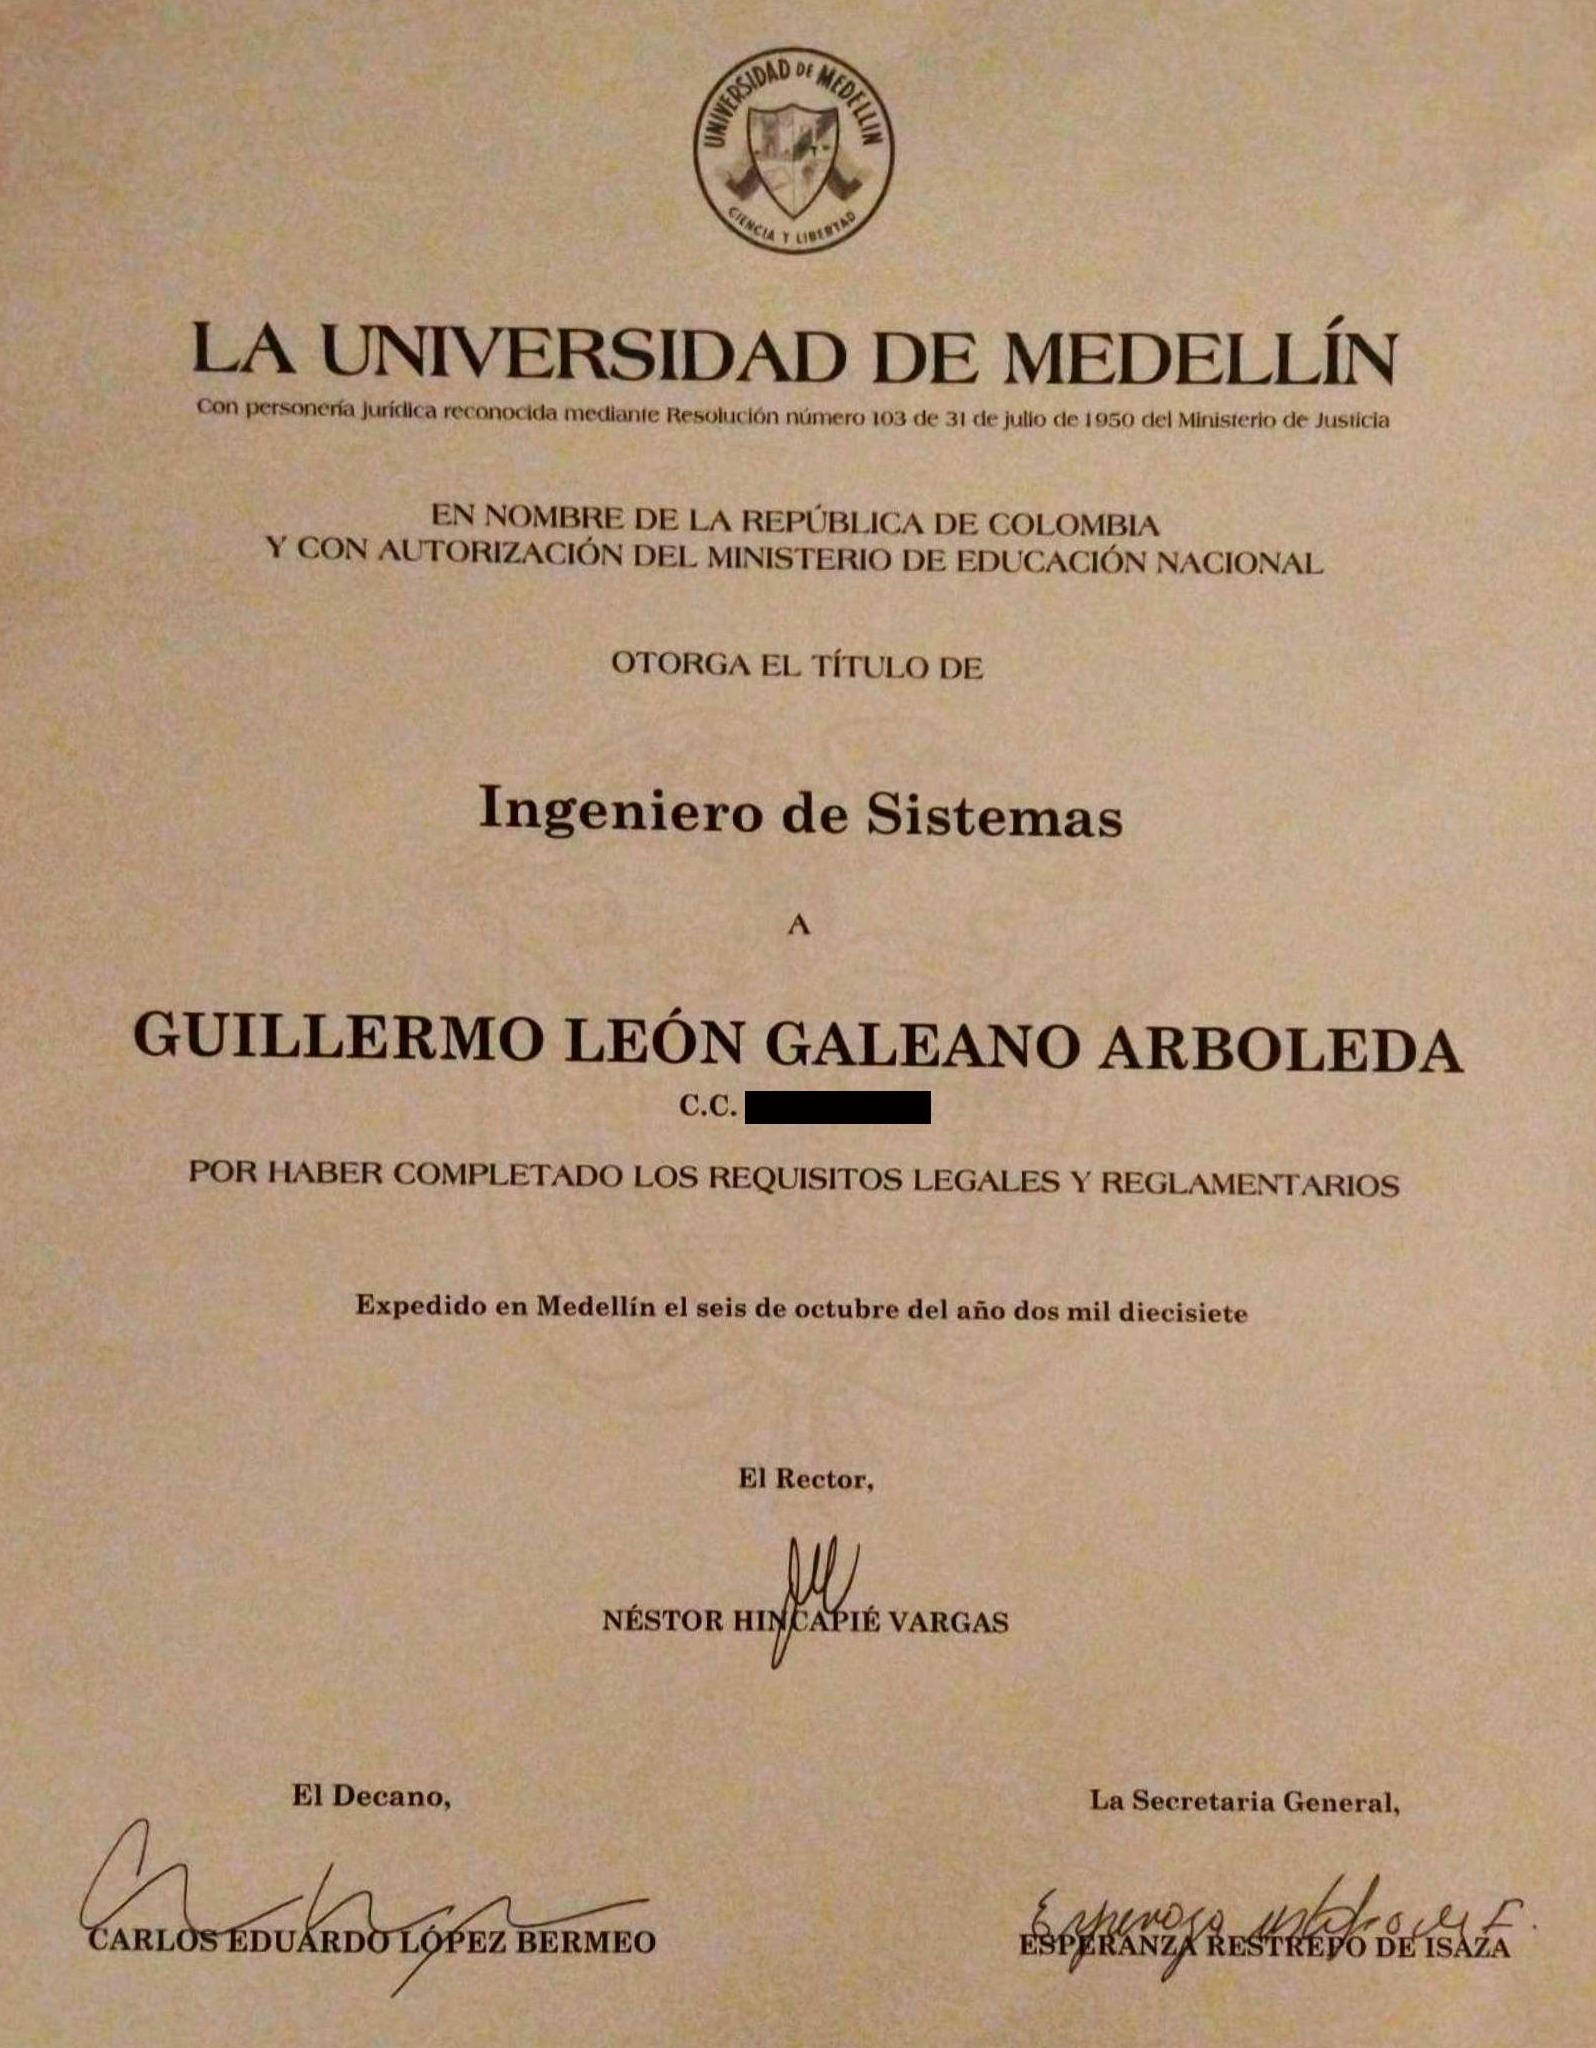 UNIVERSIDAD DE MEDELLIN
CIENCIA Y LIBERTAD
LA UNIVERSIDAD DE MEDELLÍN
Con personería jurídica reconocida mediante Resolución número 103 de 31 de julio de 1950 del Ministerio de Justicia
EN NOMBRE DE LA REPÚBLICA DE COLOMBIA
Y CON AUTORIZACIÓN DEL MINISTERIO DE EDUCACIÓN NACIONAL
OTORGA EL TÍTULO DE
Ingeniero de Sistemas
A
GUILLERMO LEÓN GALEANO ARBOLEDA
C.C.
POR HABER COMPLETADO LOS REQUISITOS LEGALES Y REGLAMENTARIOS
Expedido en Medellín el seis de octubre del año dos mil diecisiete
El Rector,
NÉSTOR HINCAPIÉ VARGAS
El Decano,
CARLOS EDUARDO LÓPEZ BERMEO
La Secretaria General,
ESPERANZA RESTREPO DE ISAZA